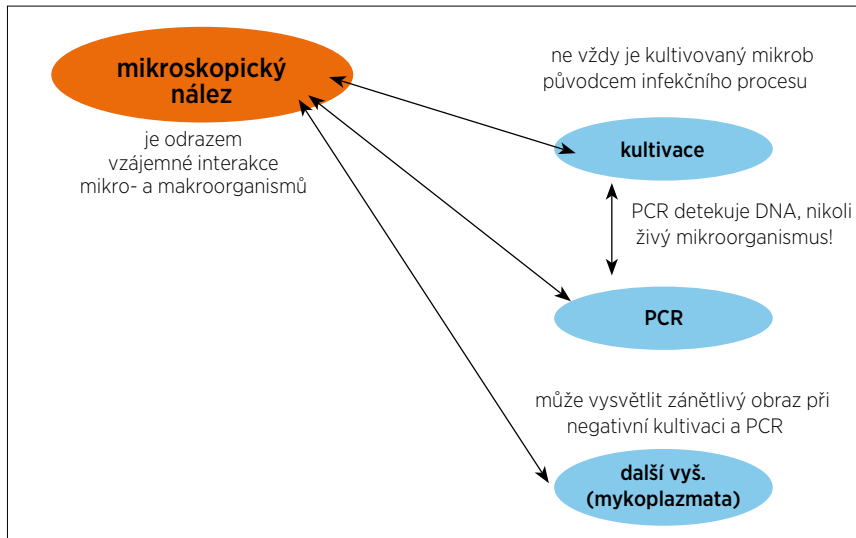 mikroskopický
nález
je odrazem
vzájemné interakce
mikro- a makroorganismů
ne vždy je kultivovaný mikrob
původcem infekčního procesu
kultivace
PCR detekuje DNA, nikoli
živý mikroorganismus!
PCR
může vysvětlit zánětlivý obraz při
negativní kultivaci a PCR
další vyš.
(mykoplazmata)